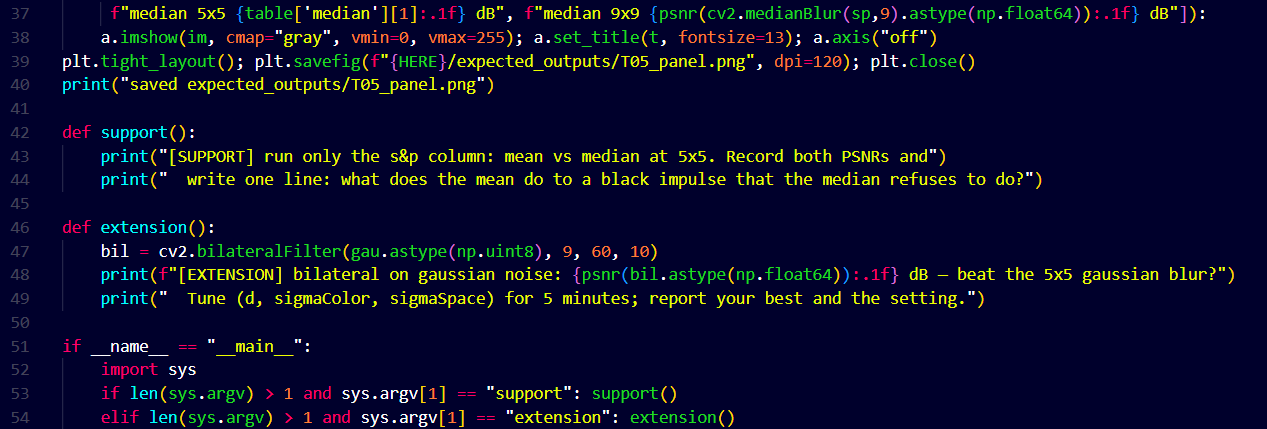 37 f"median 5x5 {table['median'][1]:.1f} dB", f"median 9x9 {psnr(cv2.medianBlur(sp,9).astype(np.float64)):.1f} dB"]):
38 a.imshow(im, cmap="gray", vmin=0, vmax=255); a.set_title(t, fontsize=13); a.axis("off")
39 plt.tight_layout(); plt.savefig(f"{HERE}/expected_outputs/T05_panel.png", dpi=120); plt.close()
40 print("saved expected_outputs/T05_panel.png")
41
42 def support():
43 print("[SUPPORT] run only the s&p column: mean vs median at 5x5. Record both PSNRs and")
44 print("  write one line: what does the mean do to a black impulse that the median refuses to do?")
45
46 def extension():
47 bil = cv2.bilateralFilter(gau.astype(np.uint8), 9, 60, 10)
48 print(f"[EXTENSION] bilateral on gaussian noise: {psnr(bil.astype(np.float64)):.1f} dB — beat the 5x5 gaussian blur?")
49 print("  Tune (d, sigmaColor, sigmaSpace) for 5 minutes; report your best and the setting.")
50
51 if __name__ == "__main__":
52 import sys
53 if len(sys.argv) > 1 and sys.argv[1] == "support": support()
54 elif len(sys.argv) > 1 and sys.argv[1] == "extension": extension()